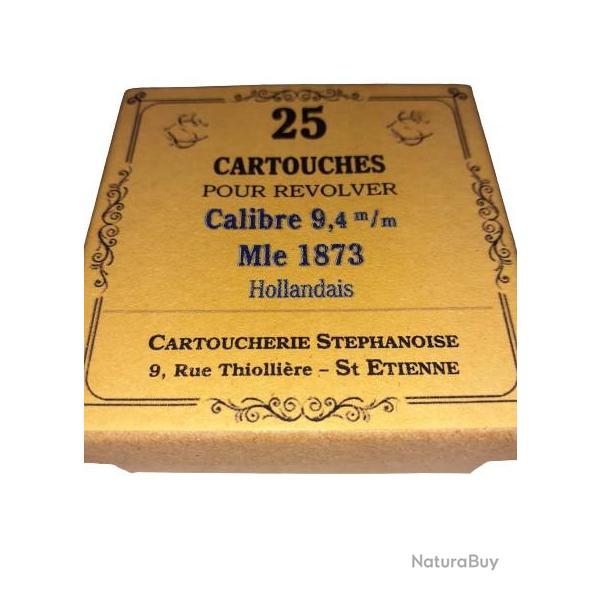 25
CARTOUCHES
POUR REVOLVER
Calibre 9,4 m/m
Mle 1873
Hollandais
CARTOUCHERIE STEPHANOISE
9, Rue Thiollière – St ETIENNE
NaturaBuy